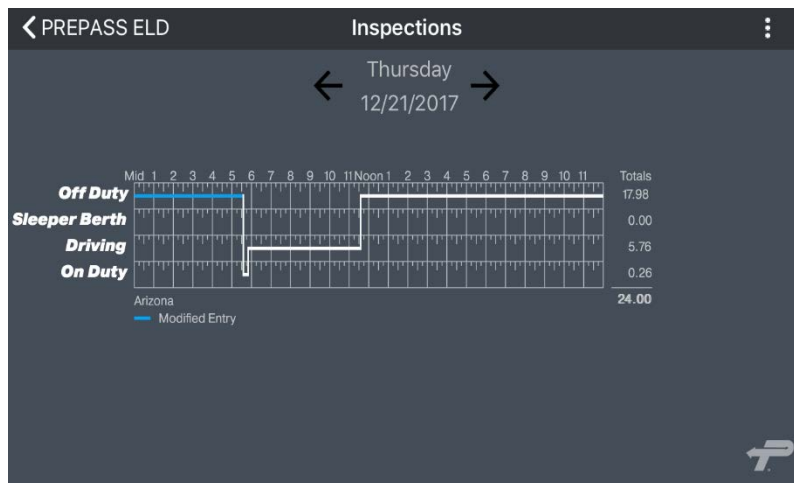 PREPASS ELD Inspections
Thursday
12/21/2017
Mid 1 2 3 4 5 6 7 8 9 10 11 Noon 1 2 3 4 5 6 7 8 9 10 11 Totals
Off Duty 17.98
Sleeper Berth 0.00
Driving 5.76
On Duty 0.26
Arizona 24.00
Modified Entry